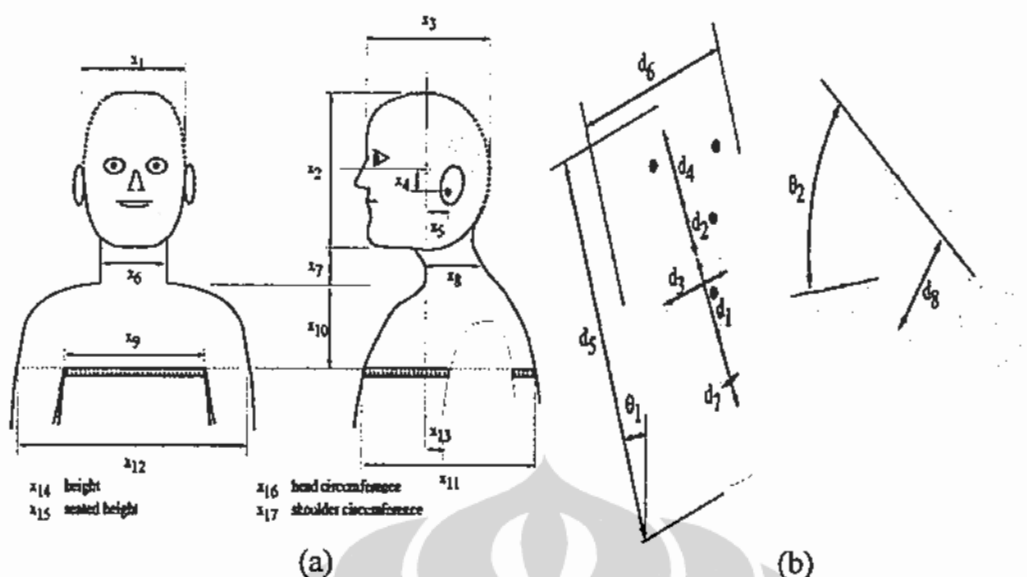 x₁
x₃
x₂
x₄
x₅
x₆
x₇
x₈
x₉
x₁₀
x₁₃
x₁₂
x₁₁
x₁₄ height
x₁₅ seated height
x₁₆ head circumference
x₁₇ shoulder circumference
(a)
d₆
d₄
d₂
d₃
d₁
d₅
d₇
θ₁
θ₂
d₈
(b)